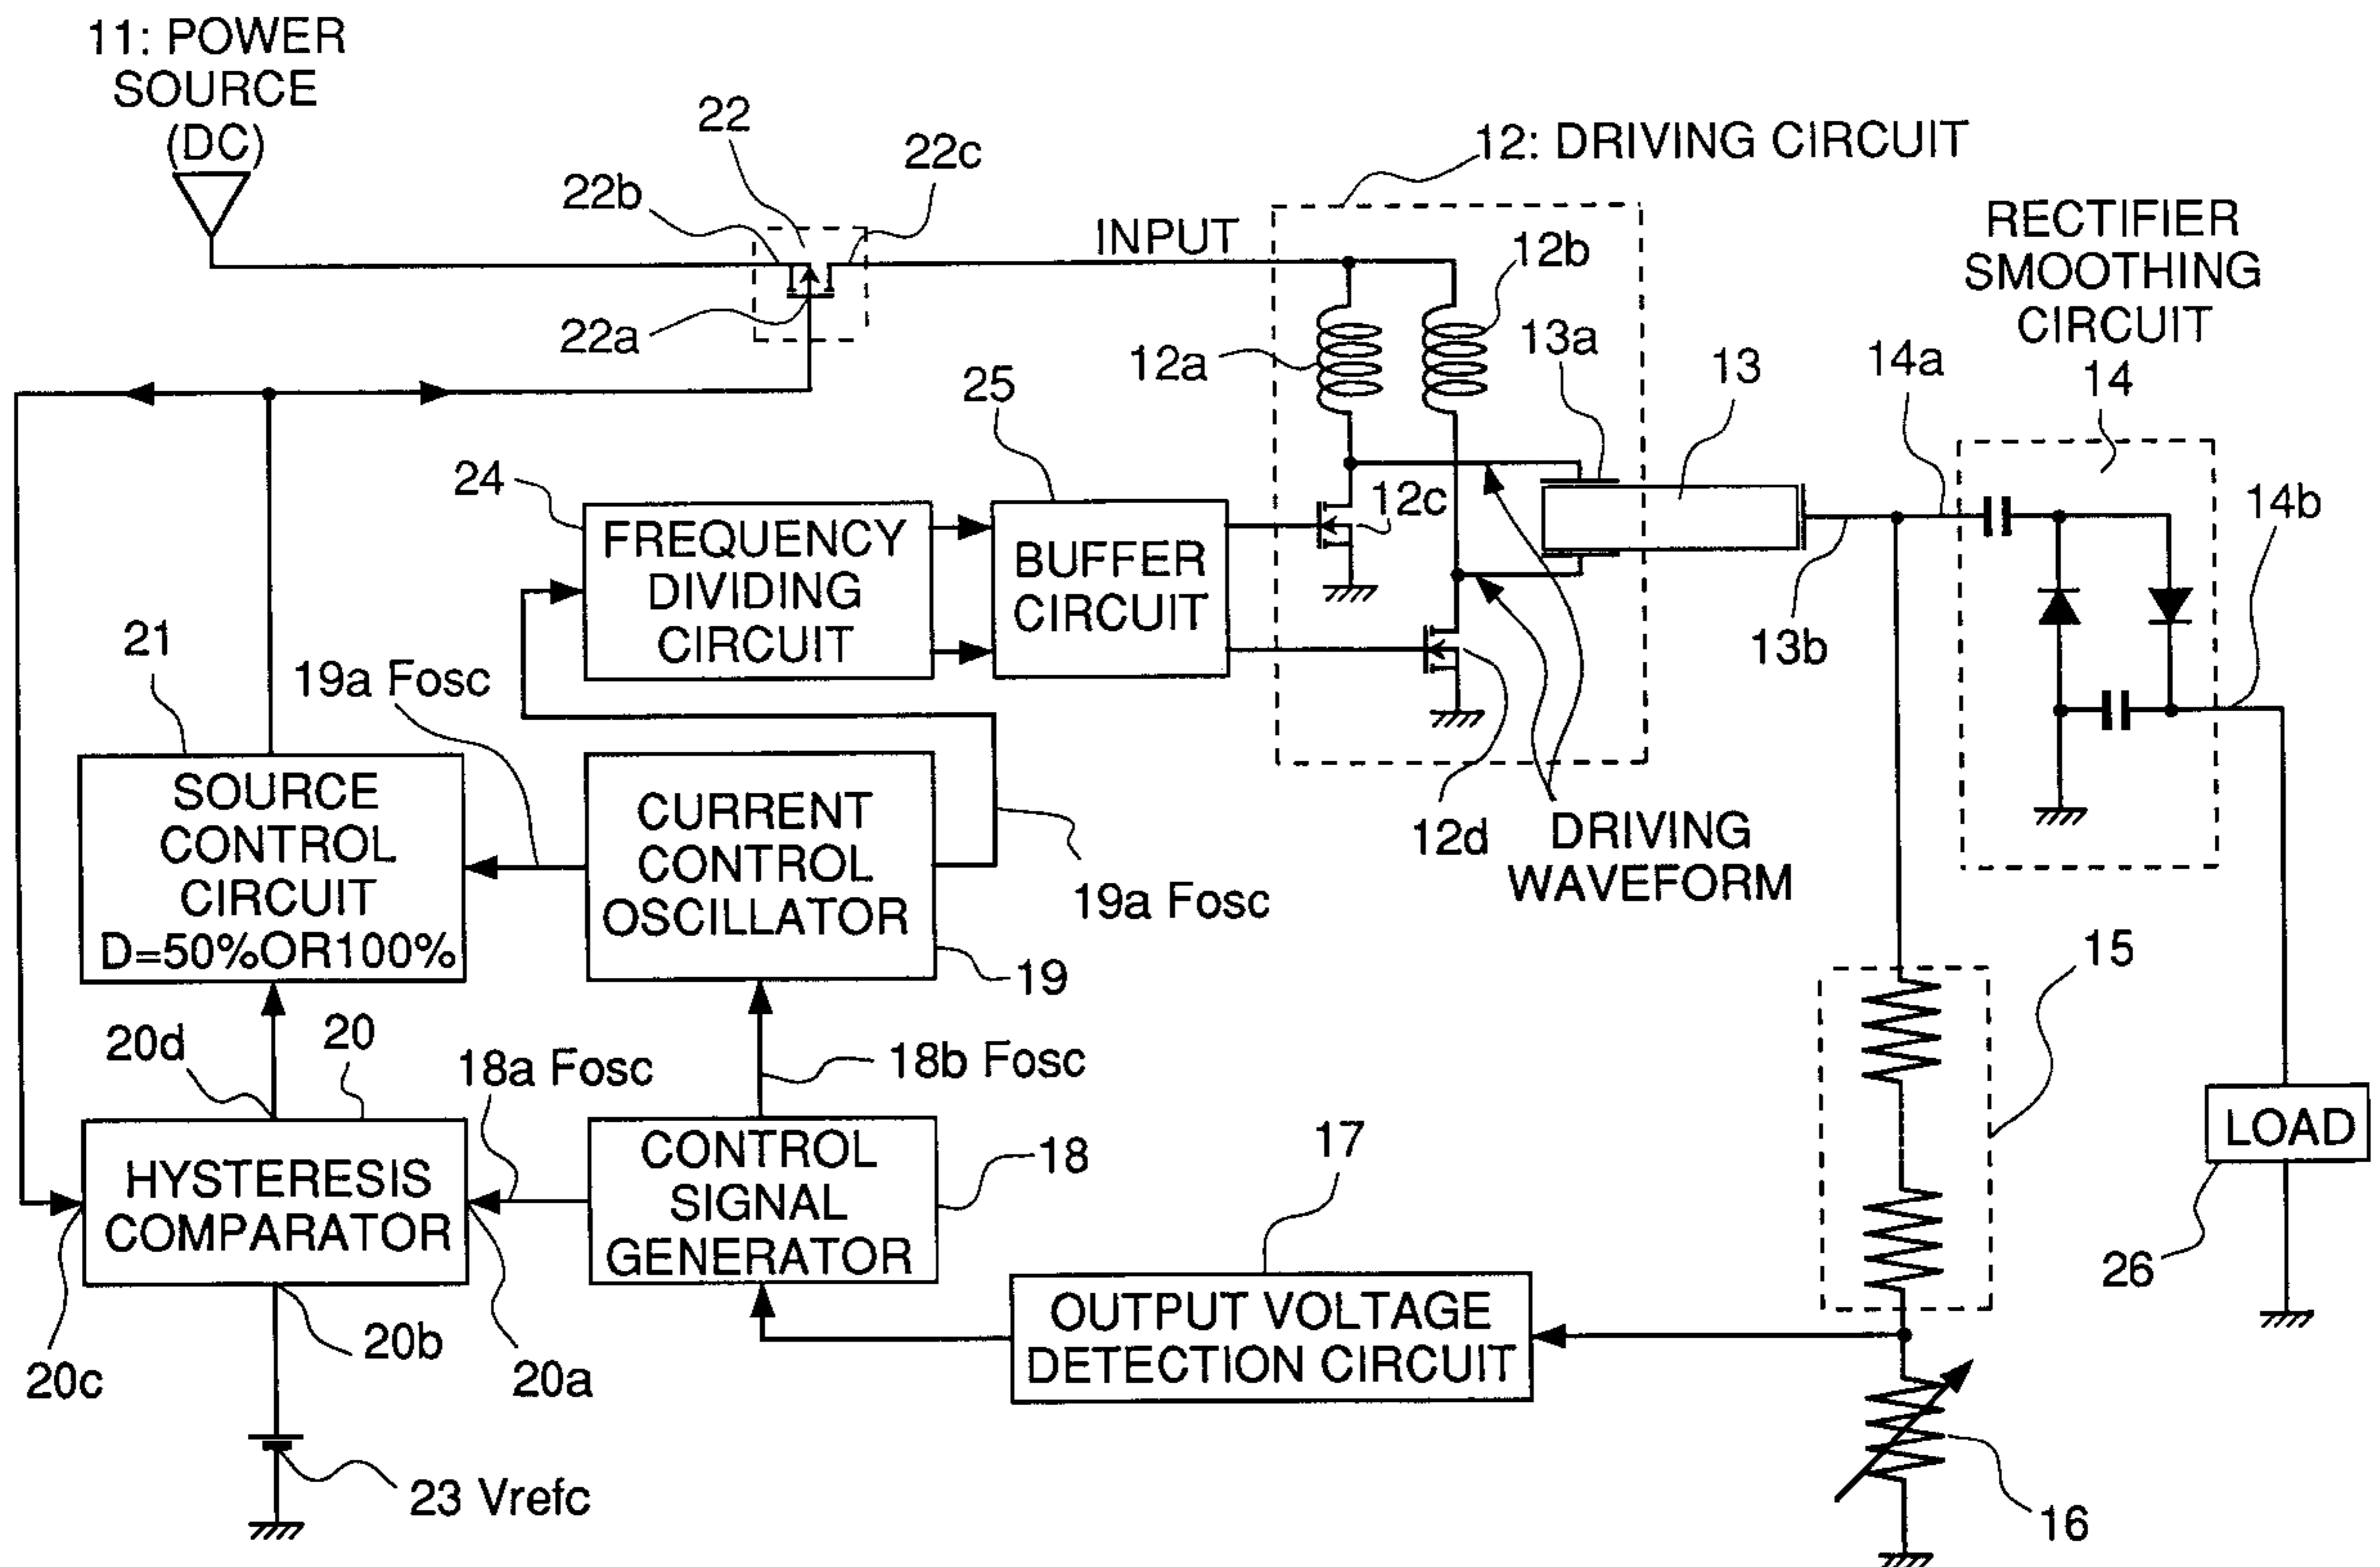 11: POWER
SOURCE
(DC)
22
22b
22c
22a
INPUT
12: DRIVING CIRCUIT
12b
12a
13a
13
14a
RECTIFIER
SMOOTHING
CIRCUIT
14
14b
24
25
FREQUENCY
DIVIDING
CIRCUIT
BUFFER
CIRCUIT
12c
13b
12d
DRIVING
WAVEFORM
21
19a Fosc
SOURCE
CONTROL
CIRCUIT
D=50%OR100%
CURRENT
CONTROL
OSCILLATOR
19a Fosc
19
15
20d
20
18a Fosc
18b Fosc
HYSTERESIS
COMPARATOR
CONTROL
SIGNAL
GENERATOR
18
17
LOAD
26
OUTPUT VOLTAGE
DETECTION CIRCUIT
20c
20b
20a
23 Vrefc
16